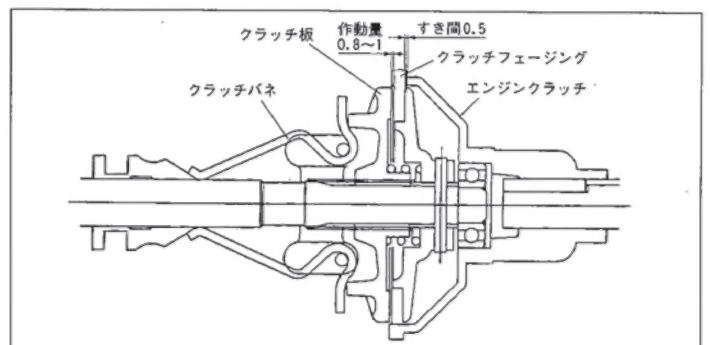 作動量
0.8〜1
すき間0.5
クラッチ板
クラッチフェージング
クラッチバネ
エンジンクラッチ